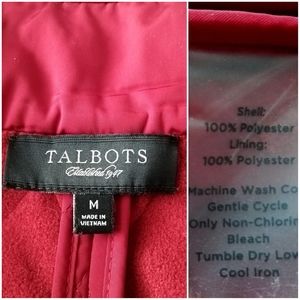 TALBOTS
Established 1947
M
MADE IN
VIETNAM
Shell:
100% Polyester
Lining:
100% Polyester
Machine Wash Co
Gentle Cycle
Only Non-Chlorin
Bleach
Tumble Dry Low
Cool Iron